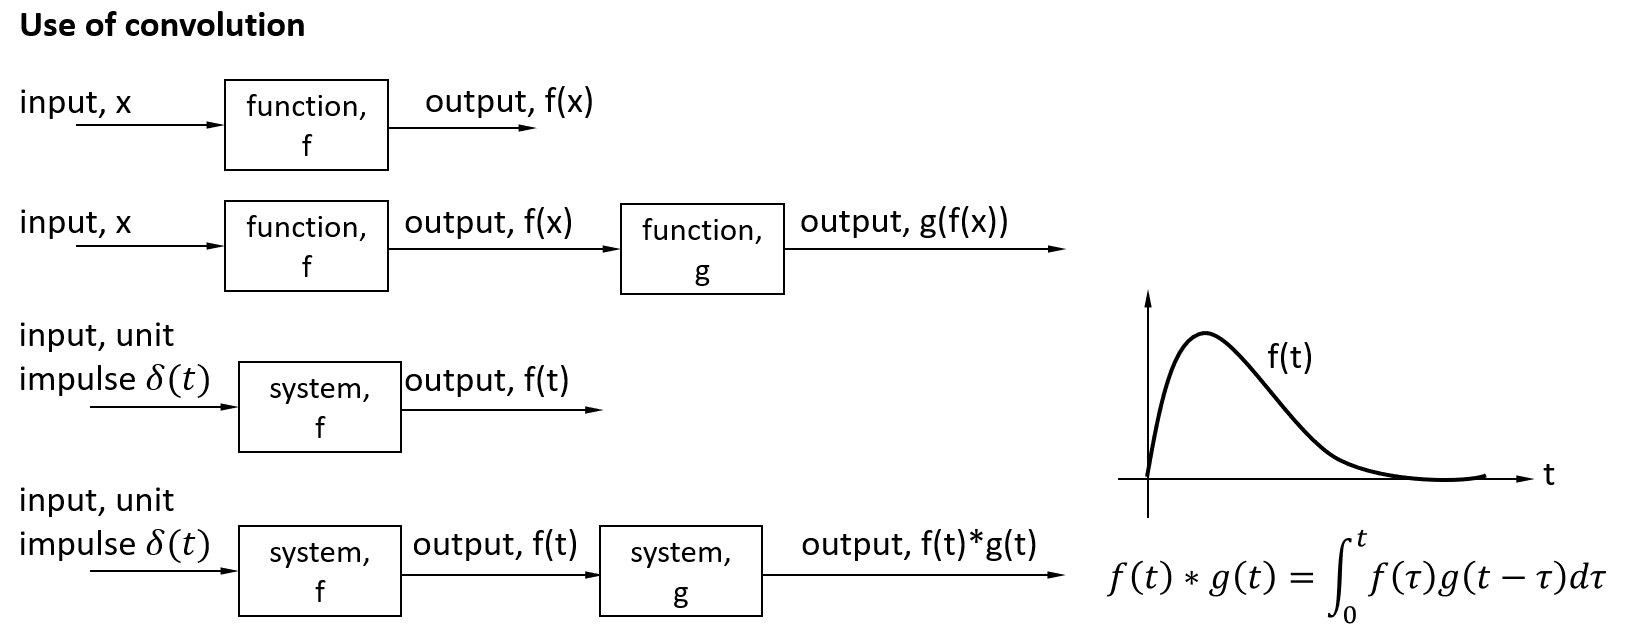 Use of convolution
input, x
function,
f
output, f(x)
input, x
function,
f
output, f(x)
function,
g
output, g(f(x))
input, unit
impulse δ(t)
system,
f
output, f(t)
f(t)
t
input, unit
impulse δ(t)
system,
f
output, f(t)
system,
g
output, f(t)*g(t)
f(t) ∗ g(t) = ∫₀ᵗ f(τ)g(t − τ)dτ